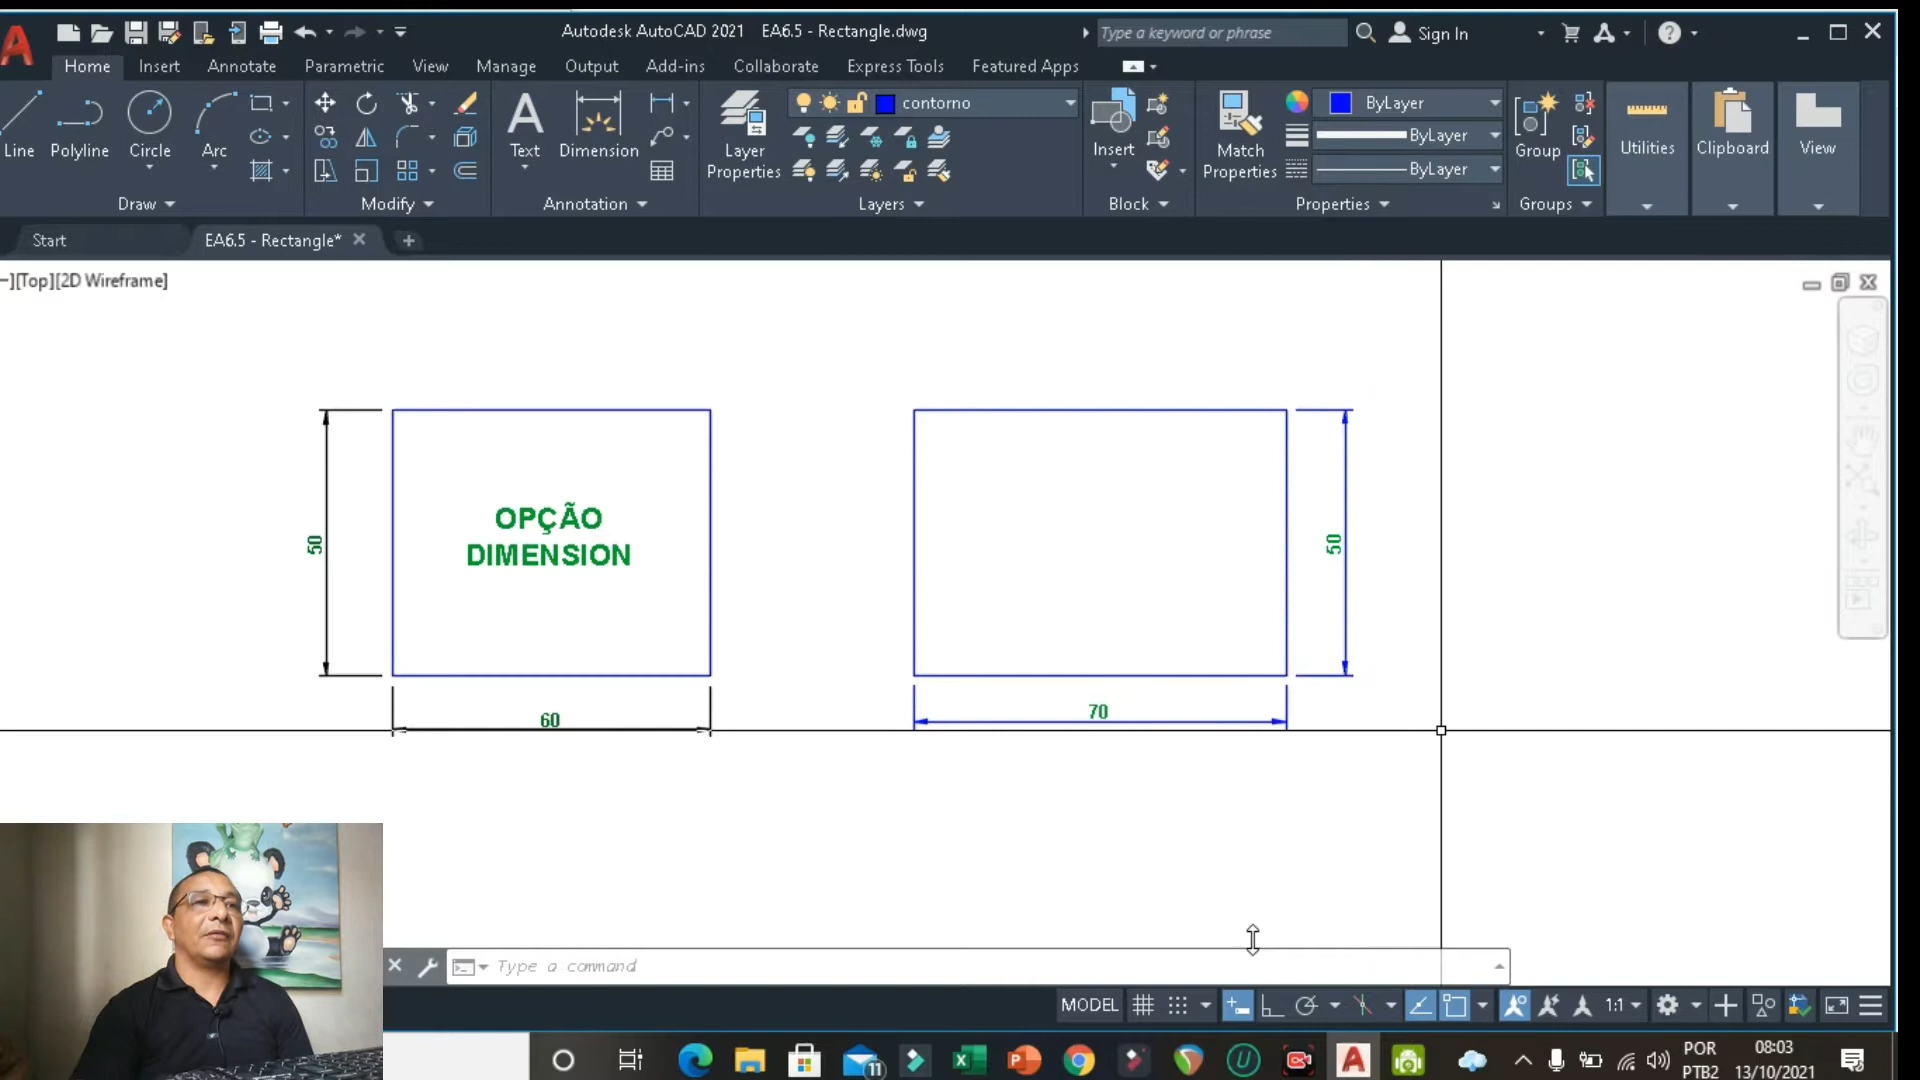 Autodesk AutoCAD 2021 EA6.5 - Rectangle.dwg
Type a keyword or phrase
Sign In
Home Insert Annotate Parametric View Manage Output Add-ins Collaborate Express Tools Featured Apps
contorno
ByLayer
ByLayer
ByLayer
Line Polyline Circle Arc
Text Dimension
Layer Properties
Insert
Match Properties
Group
Utilities
Clipboard
View
Draw Modify Annotation Layers Block Properties Groups
Start
EA6.5 - Rectangle*
−][Top][2D Wireframe]
OPÇÃO
DIMENSION
50
60
50
70
Type a command
MODEL
1:1
11
POR
PTB2
08:03
13/10/2021